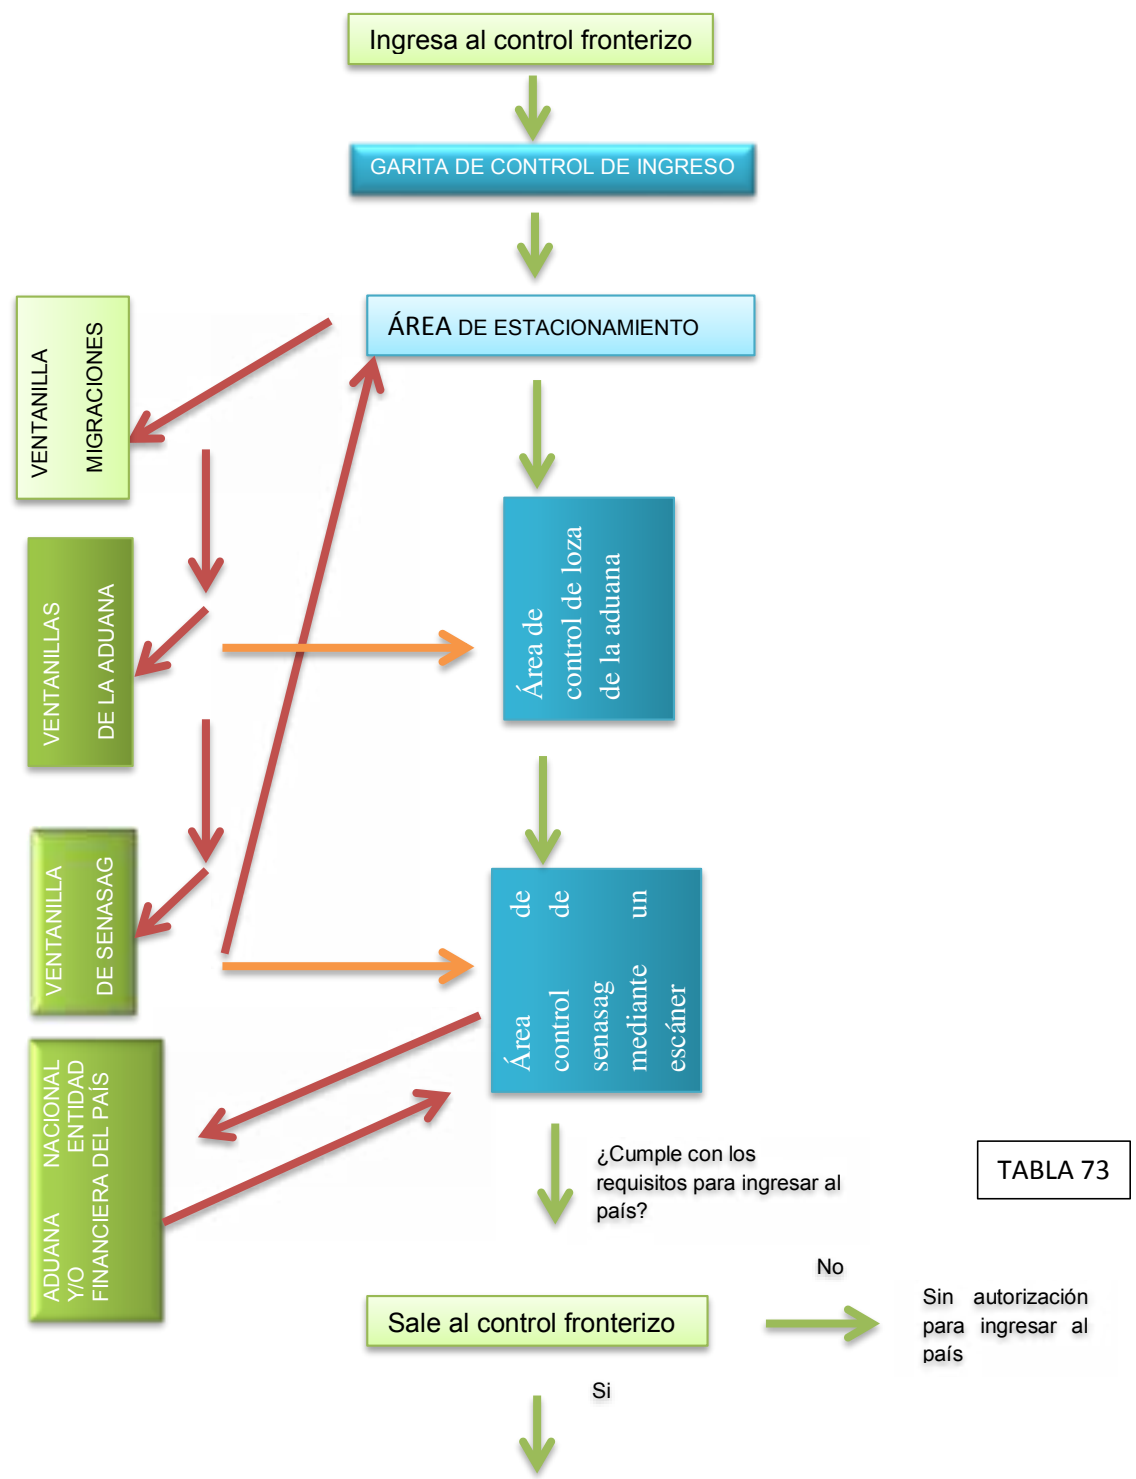 Ingresa al control fronterizo
GARITA DE CONTROL DE INGRESO
ÁREA DE ESTACIONAMIENTO
VENTANILLA
MIGRACIONES
VENTANILLAS
DE LA ADUANA
Área de
control de loza
de la aduana
VENTANILLA
DE SENASAG
Área de
control de
senasag
mediante un
escáner
ADUANA NACIONAL
Y/O ENTIDAD
FINANCIERA DEL PAÍS
¿Cumple con los
requisitos para ingresar al
país?
TABLA 73
No
Sale al control fronterizo
Sin autorización
para ingresar al
país
Si